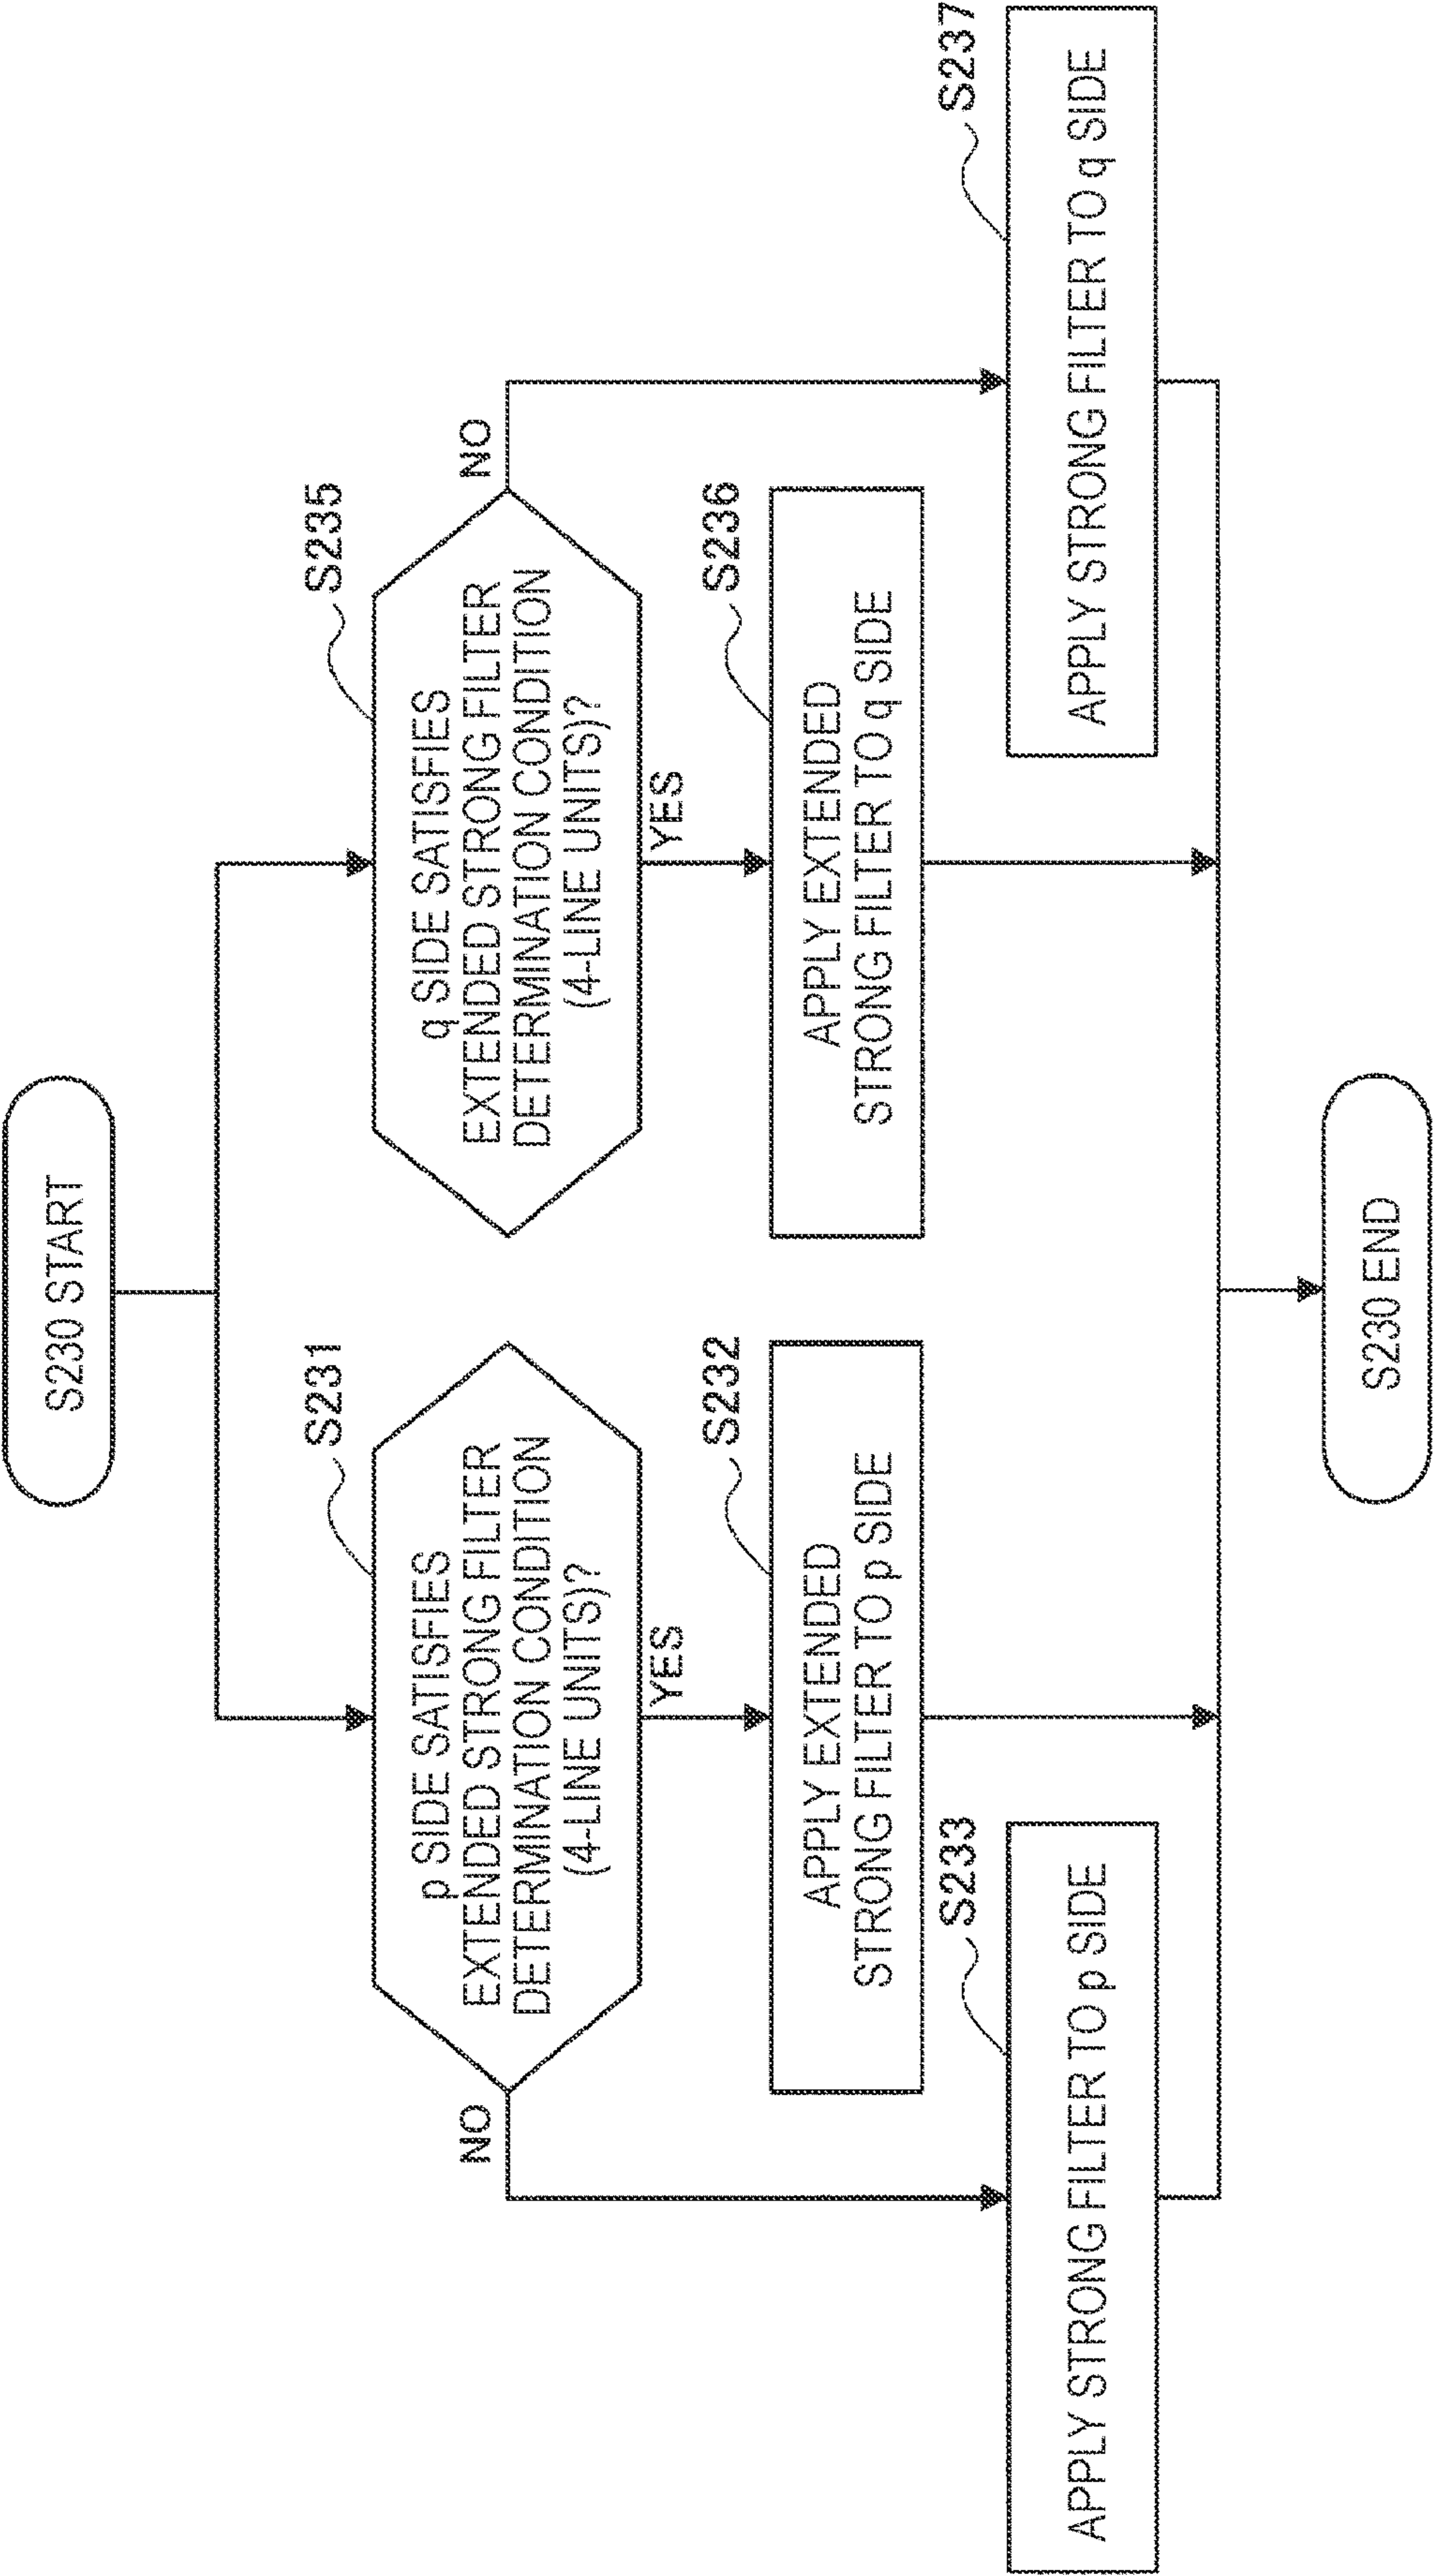 S230 START
S231
p SIDE SATISFIES
EXTENDED STRONG FILTER
DETERMINATION CONDITION
(4-LINE UNITS)?
NO
YES
S232
APPLY EXTENDED
STRONG FILTER TO p SIDE
S233
APPLY STRONG FILTER TO p SIDE
S235
q SIDE SATISFIES
EXTENDED STRONG FILTER
DETERMINATION CONDITION
(4-LINE UNITS)?
NO
YES
S236
APPLY EXTENDED
STRONG FILTER TO q SIDE
S237
APPLY STRONG FILTER TO q SIDE
S230 END